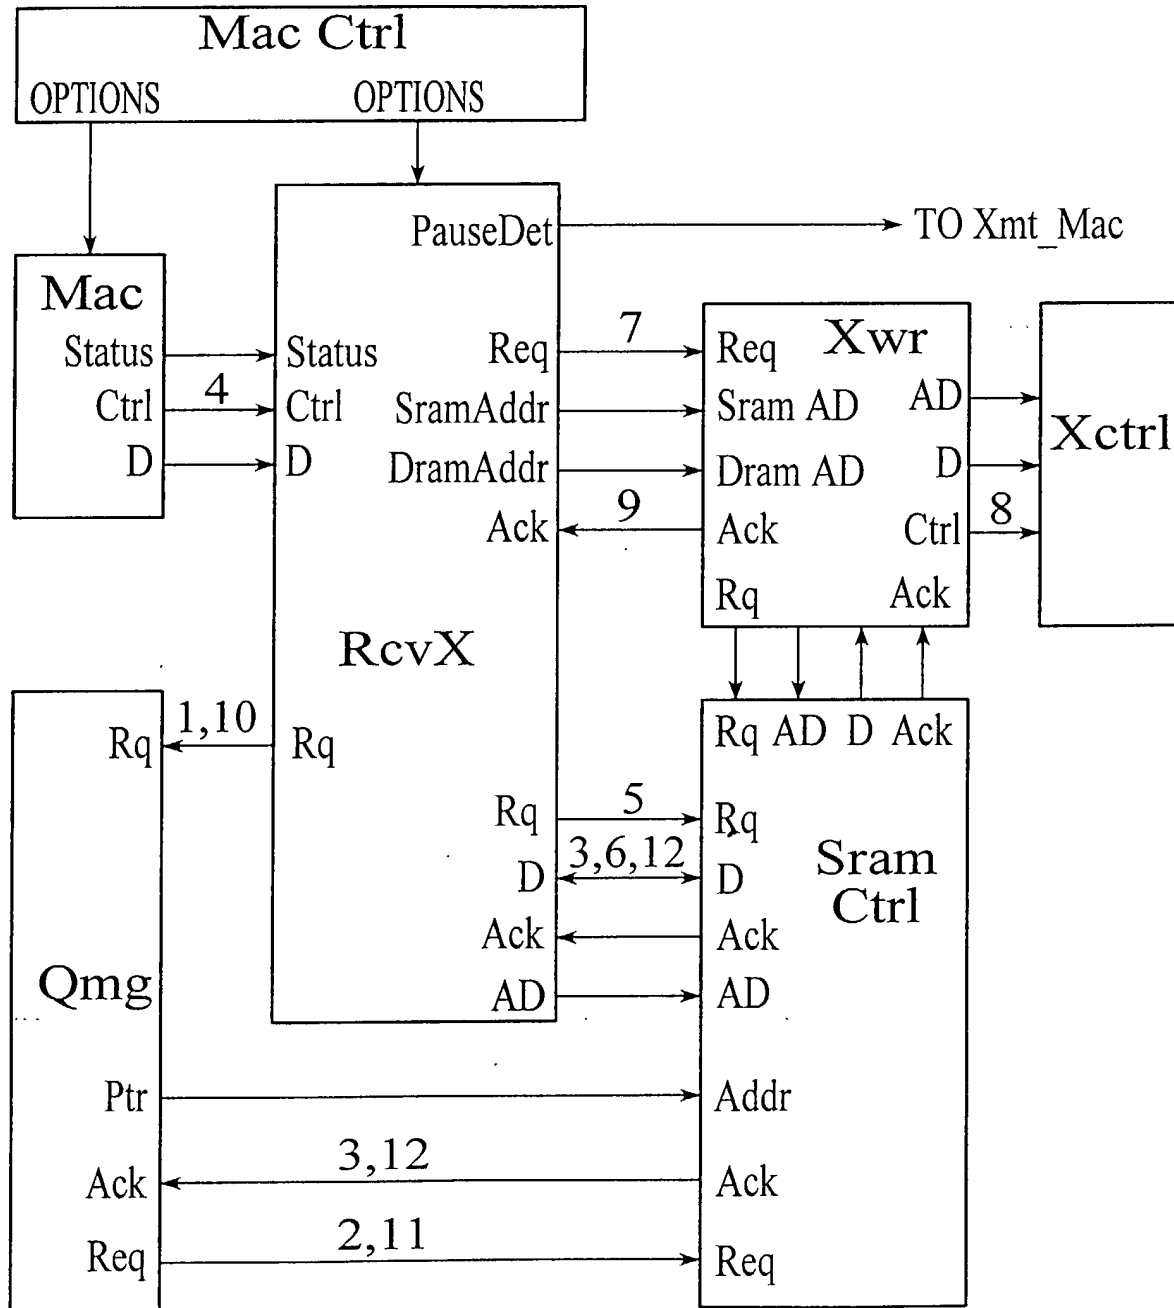 Mac Ctrl
OPTIONS OPTIONS
PauseDet TO Xmt_Mac
Mac
Status Status Req 7 Req Xwr
Ctrl 4 Ctrl SramAddr Sram AD AD
Xctrl
D D DramAddr Dram AD D
Ack 9 Ack Ctrl 8
Rq Ack
RcvX
Rq 1,10 Rq Rq AD D Ack
Rq 5 Rq
D 3,6,12 D
Sram
Ctrl
Ack Ack
Qmg
AD AD
Ptr Addr
Ack 3,12 Ack
Req 2,11 Req